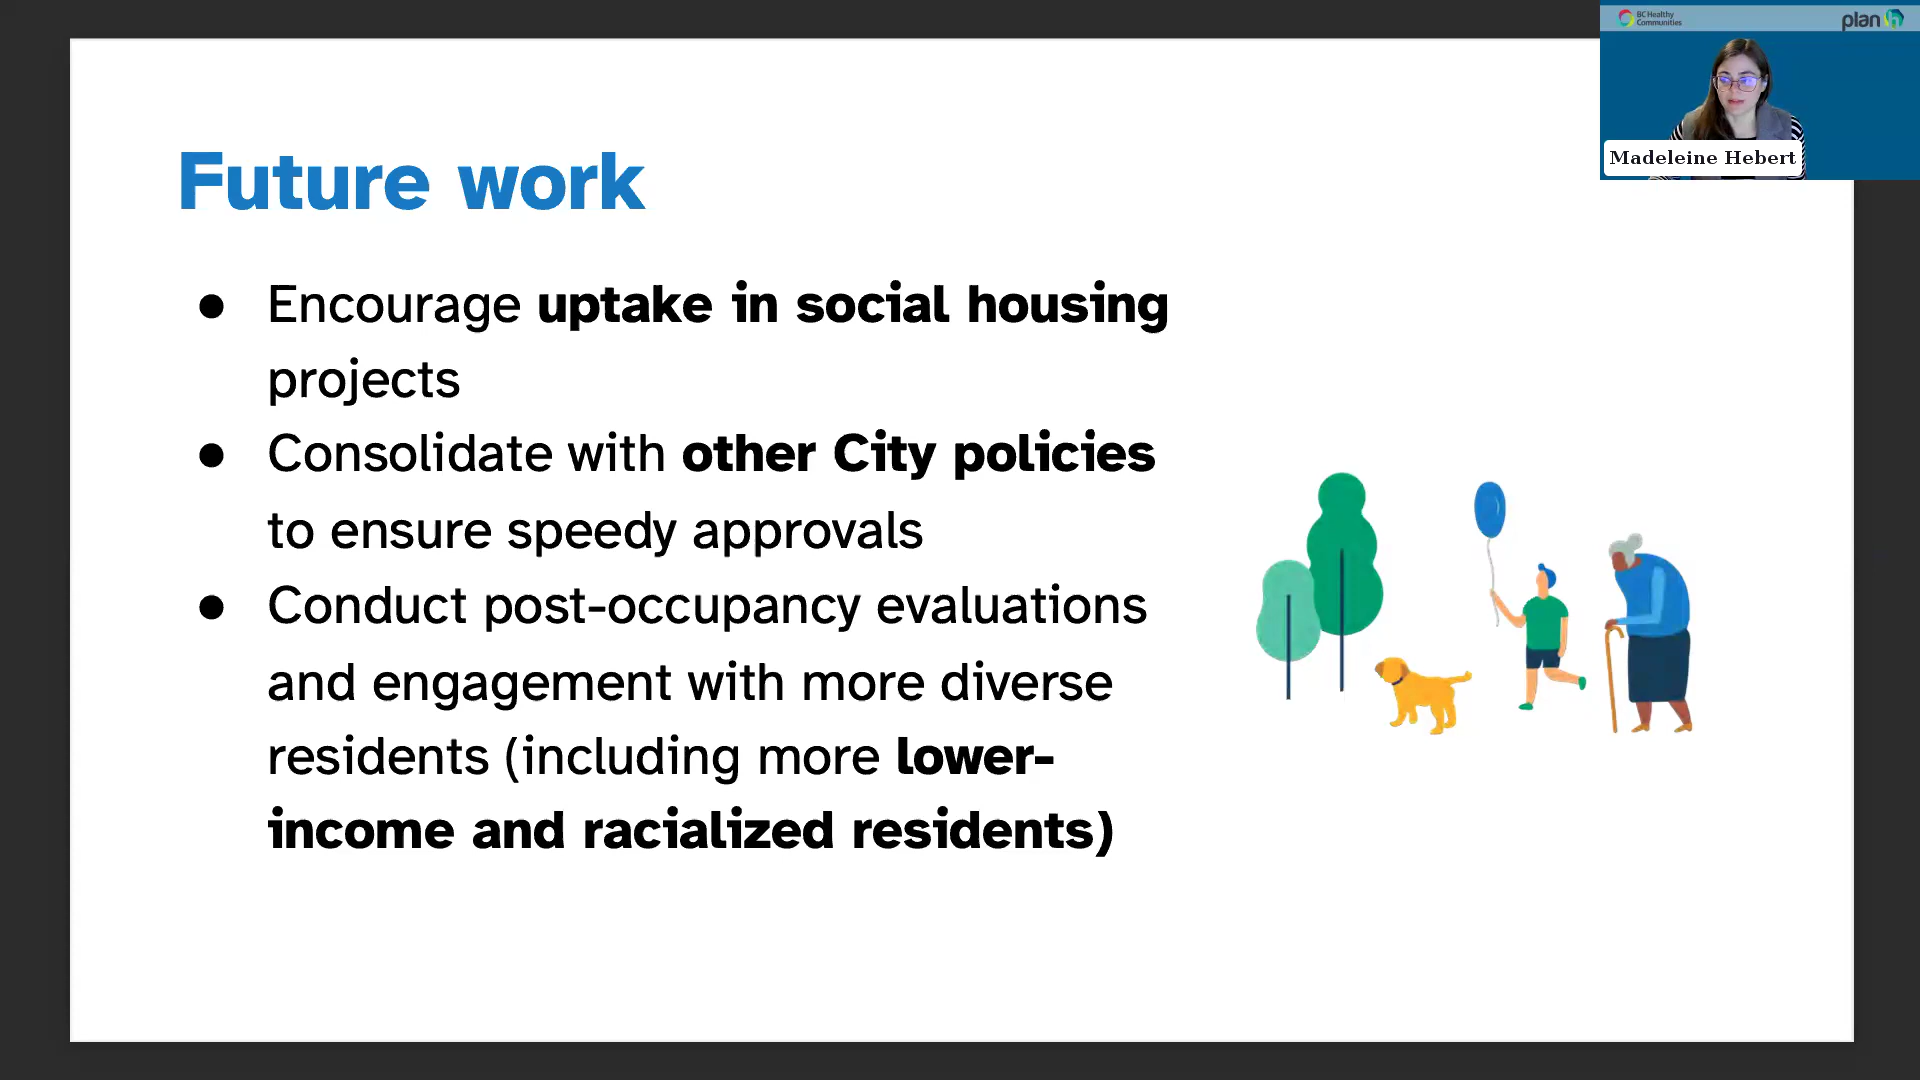 BC Healthy
Communities
plan h
Madeleine Hebert
Future work
● Encourage uptake in social housing
projects
● Consolidate with other City policies
to ensure speedy approvals
● Conduct post-occupancy evaluations
and engagement with more diverse
residents (including more lower-
income and racialized residents)